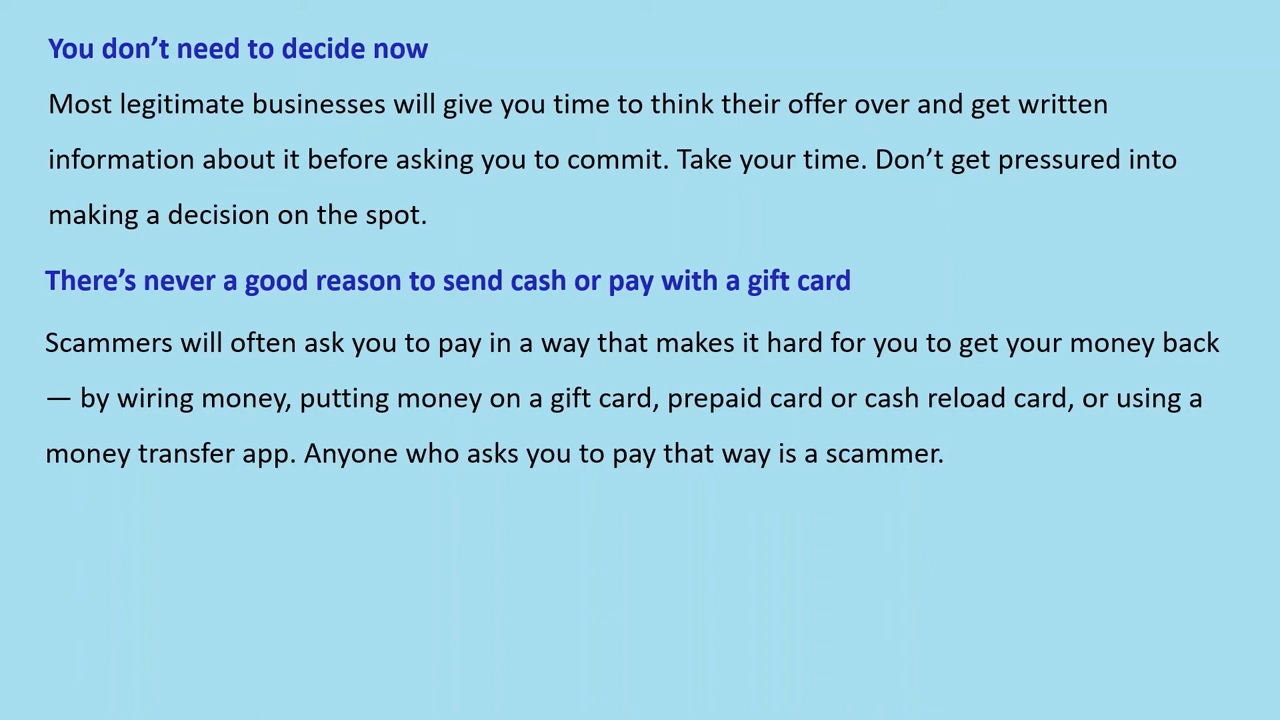 You don’t need to decide now
Most legitimate businesses will give you time to think their offer over and get written
information about it before asking you to commit. Take your time. Don’t get pressured into
making a decision on the spot.
There’s never a good reason to send cash or pay with a gift card
Scammers will often ask you to pay in a way that makes it hard for you to get your money back
— by wiring money, putting money on a gift card, prepaid card or cash reload card, or using a
money transfer app. Anyone who asks you to pay that way is a scammer.